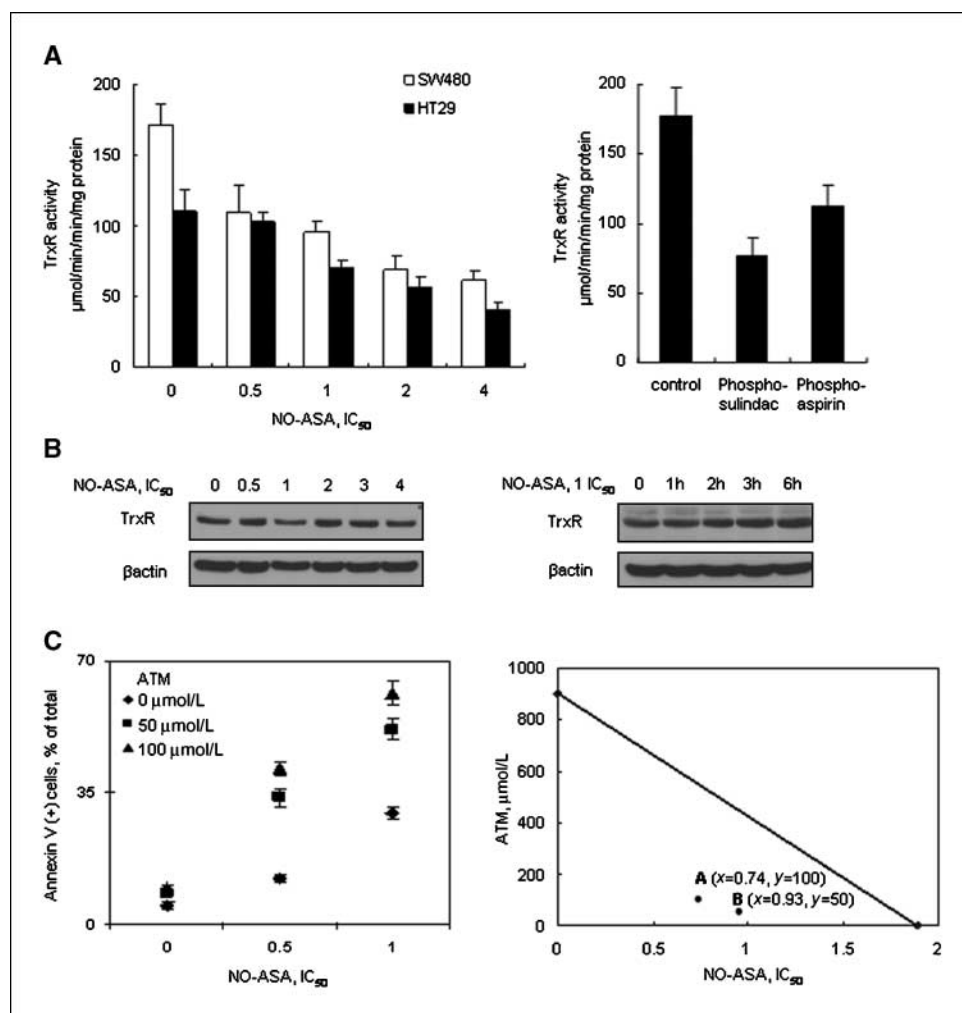 A
SW480
HT29
TrxR activity
µmol/min/min/mg protein
200
150
100
50
0
0 0.5 1 2 4
NO-ASA, IC50
TrxR activity
µmol/min/min/mg protein
200
150
100
50
0
control Phospho- Phospho-
sulindac aspirin
B
NO-ASA, IC50 0 0.5 1 2 3 4
TrxR
βactin
NO-ASA, 1 IC50 0 1h 2h 3h 6h
TrxR
βactin
C
Annexin V (+) cells, % of total
70
35
0
ATM
0 µmol/L
50 µmol/L
100 µmol/L
0 0.5 1
NO-ASA, IC50
ATM, µmol/L
1000
800
600
400
200
0
A (x=0.74, y=100)
B (x=0.93, y=50)
0 0.5 1 1.5 2
NO-ASA, IC50